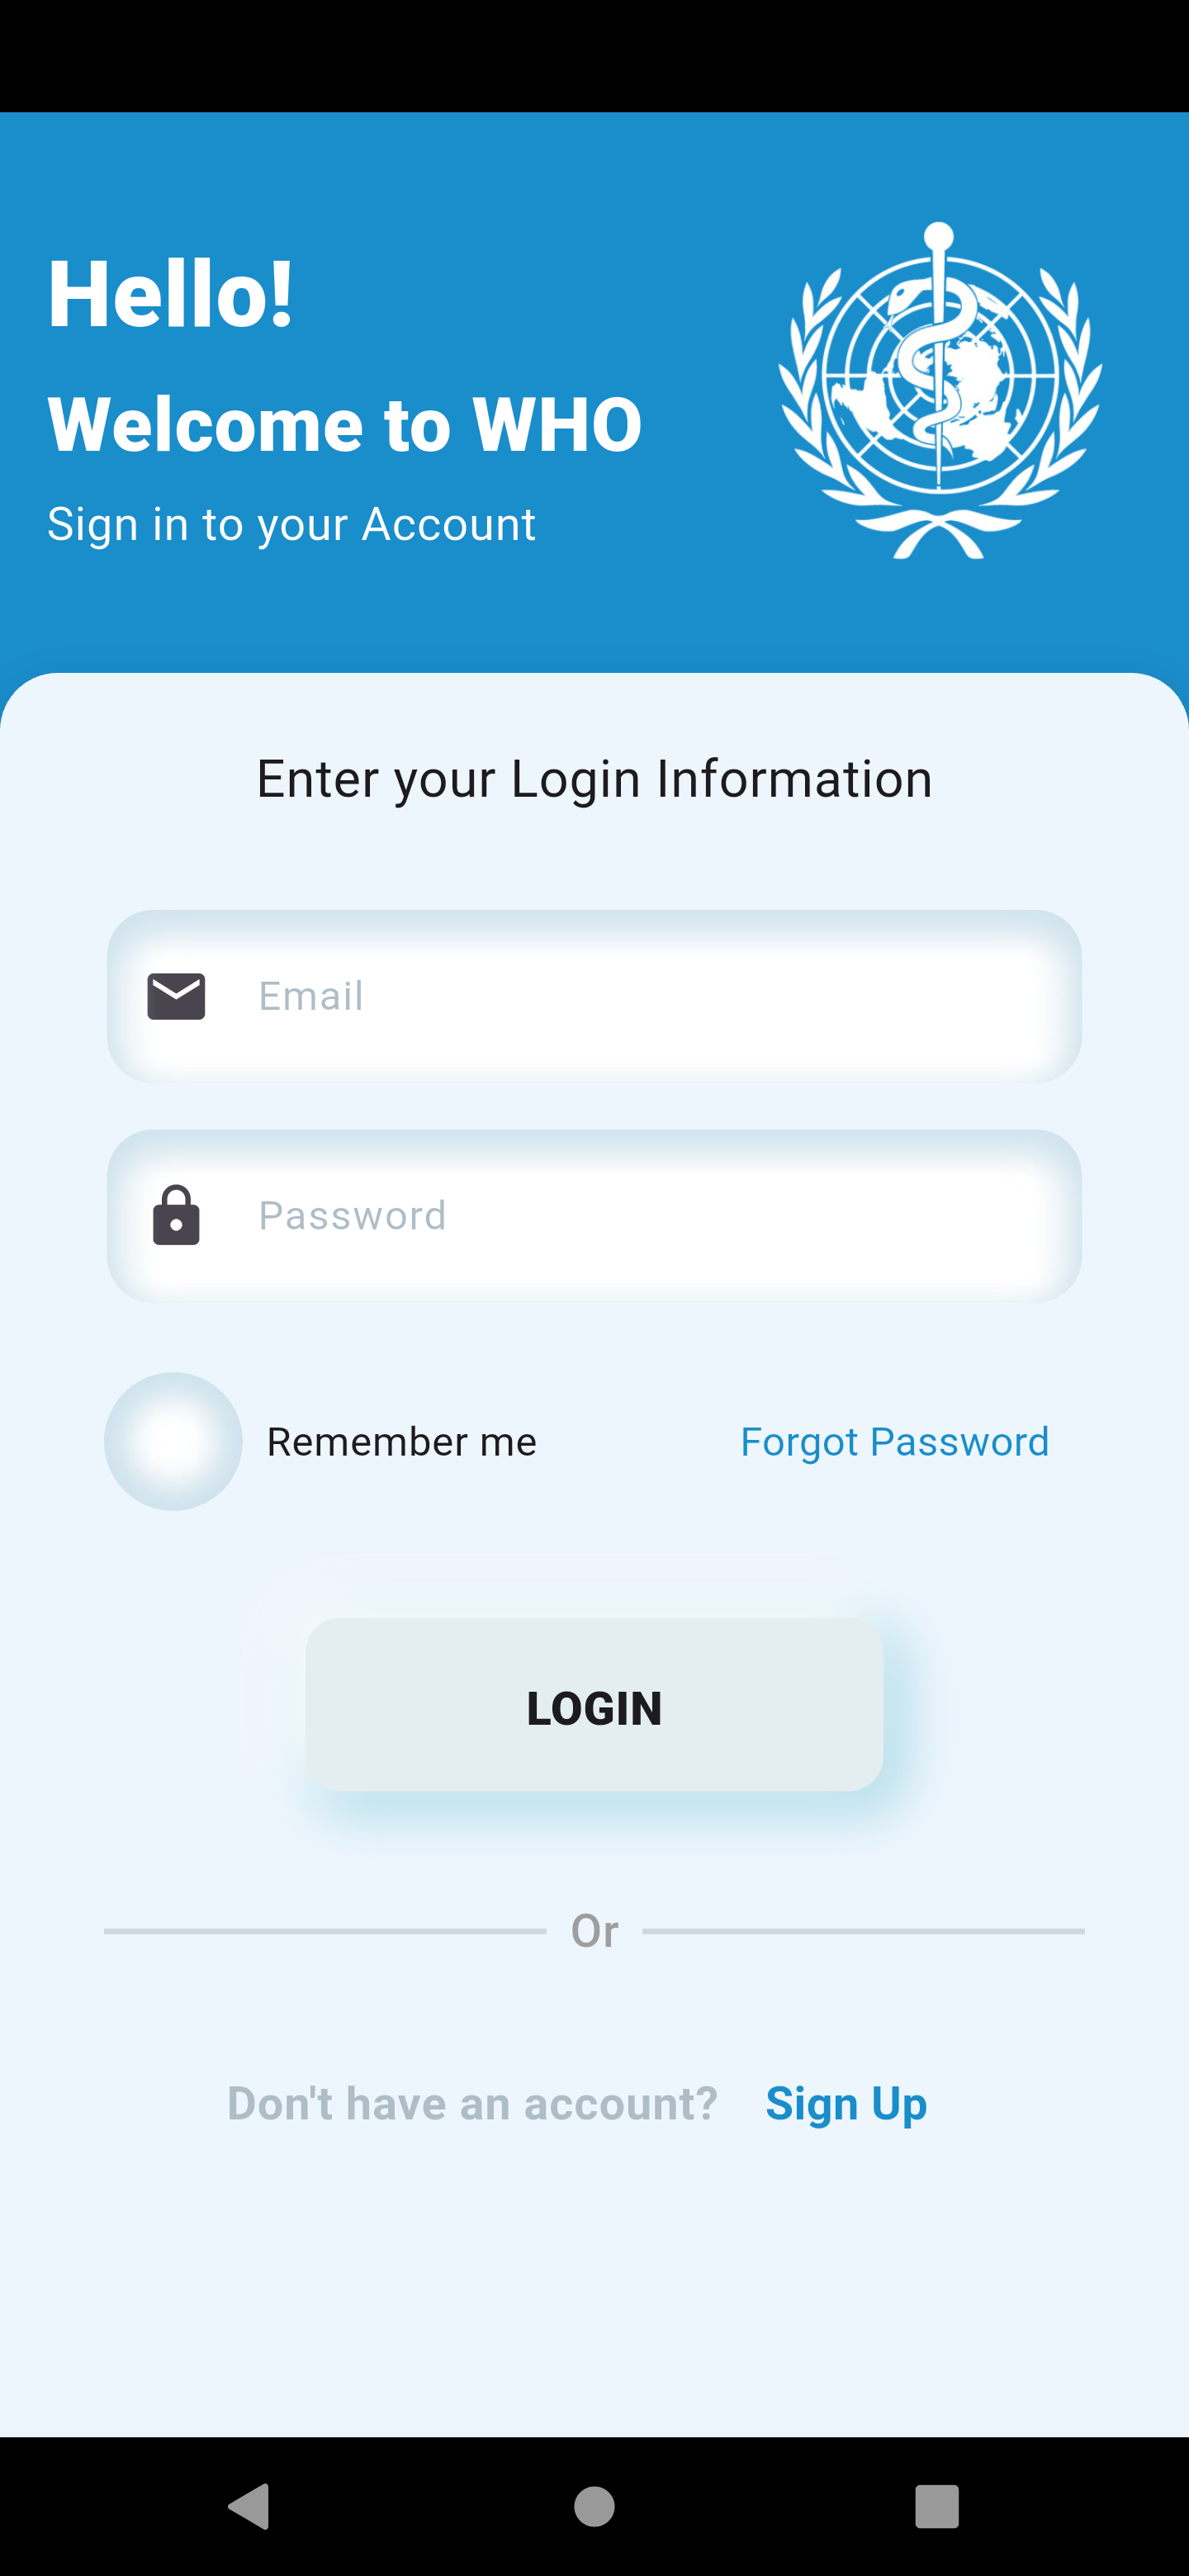 Hello!
Welcome to WHO
Sign in to your Account
Enter your Login Information
Email
Password
Remember me
Forgot Password
LOGIN
Or
Don't have an account? Sign Up